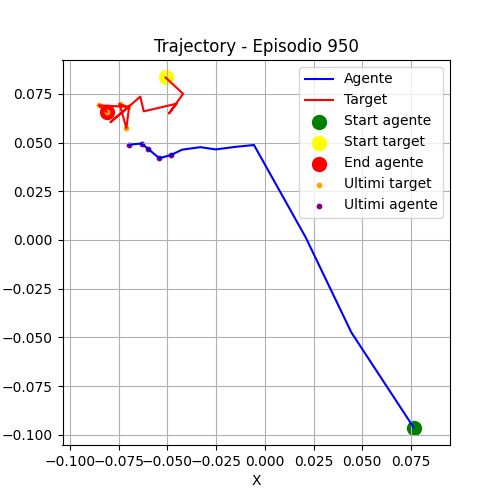 Trajectory - Episodio 950
Agente
Target
Start agente
Start target
End agente
Ultimi target
Ultimi agente
0.075
0.050
0.025
0.000
−0.025
−0.050
−0.075
−0.100
−0.100 −0.075 −0.050 −0.025 0.000 0.025 0.050 0.075
X